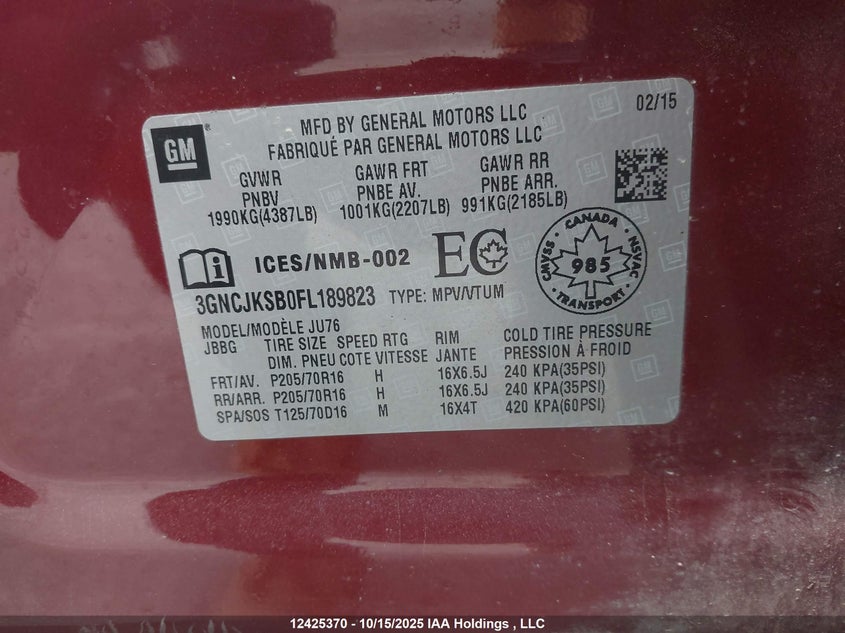 02/15
GM
MFD BY GENERAL MOTORS LLC
FABRIQUÉ PAR GENERAL MOTORS LLC
GVWR GAWR FRT GAWR RR
PNBV PNBE AV. PNBE ARR.
1990KG(4387LB) 1001KG(2207LB) 991KG(2185LB)
ICES/NMB-002 EC
CANADA
CMVSS 985 NSVAC
TRANSPORT
3GNCJKSB0FL189823 TYPE: MPV/VTUM
MODEL/MODÈLE JU76
JBBG TIRE SIZE SPEED RTG RIM COLD TIRE PRESSURE
DIM. PNEU COTE VITESSE JANTE PRESSION À FROID
FRT/AV. P205/70R16 H 16X6.5J 240 KPA(35PSI)
RR/ARR. P205/70R16 H 16X6.5J 240 KPA(35PSI)
SPA/SOS T125/70D16 M 16X4T 420 KPA(60PSI)
12425370 - 10/15/2025 IAA Holdings , LLC